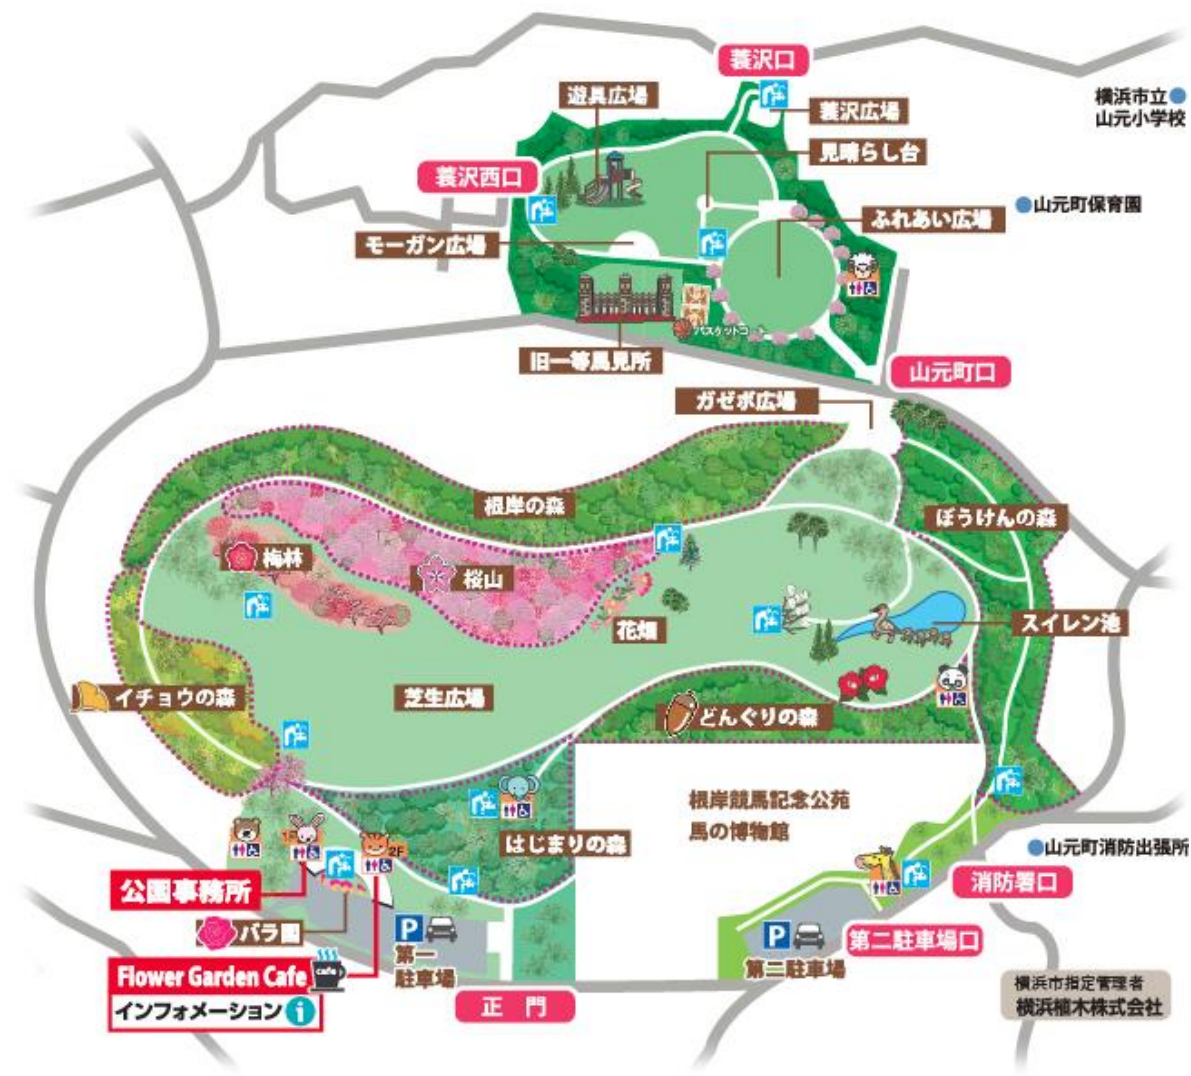 蓑沢口
遊具広場
横浜市立
山元小学校
蓑沢広場
見晴らし台
蓑沢西口
山元町保育園
ふれあい広場
モーガン広場
バスケットコート
旧一等馬見所
山元町口
ガゼボ広場
根岸の森
ぼうけんの森
梅林
桜山
花畑
スイレン池
イチョウの森
芝生広場
どんぐりの森
根岸競馬記念公苑
馬の博物館
1F
2F
はじまりの森
山元町消防出張所
公園事務所
消防署口
バラ園
P
第一
駐車場
P
第二駐車場
第二駐車場口
Flower Garden Cafe
cafe
インフォメーション i
正 門
横浜市指定管理者
横浜植木株式会社